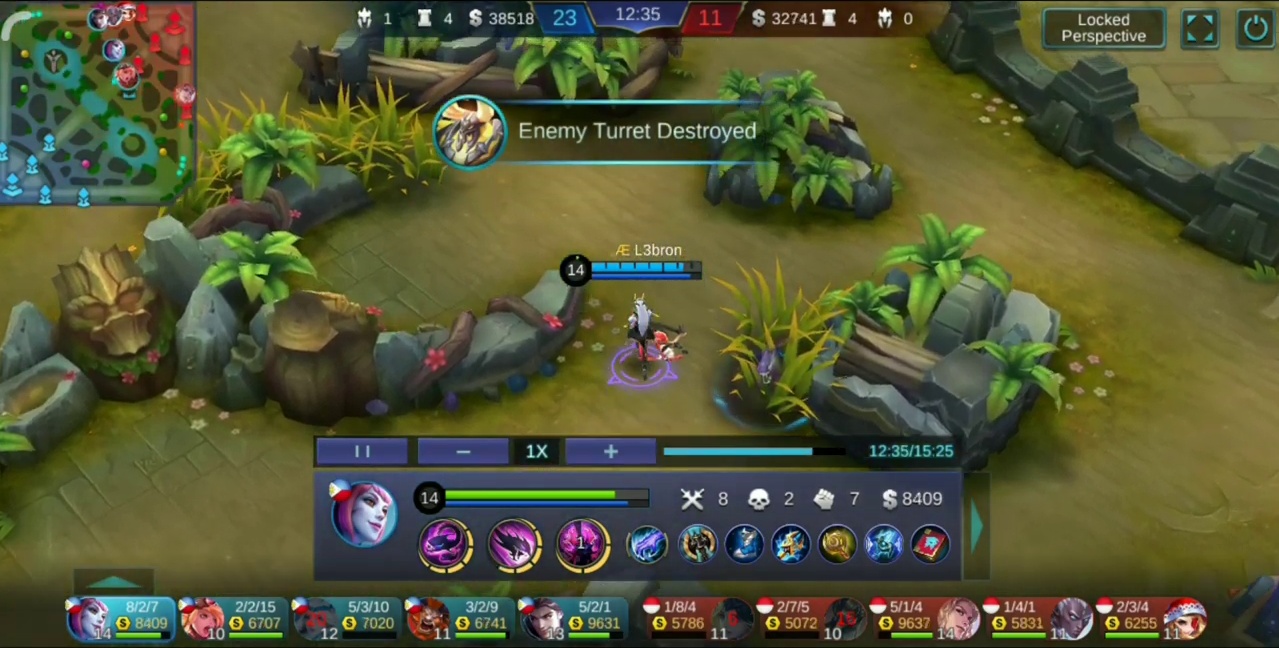 1 4 $ 38518 23 12:35 11 $ 32741 4 0
Locked
Perspective
Enemy Turret Destroyed
Æ L3bron
14
− 1X + 12:35/15:25
14 8 2 7 $ 8409
1
8/2/7 2/2/15 5/3/10 3/2/9 5/2/1 1/8/4 2/7/5 5/1/4 1/4/1 2/3/4
8409 6707 7020 6741 9631 5786 5072 9637 5831 6255
14 10 12 11 13 11 10 14 11 11